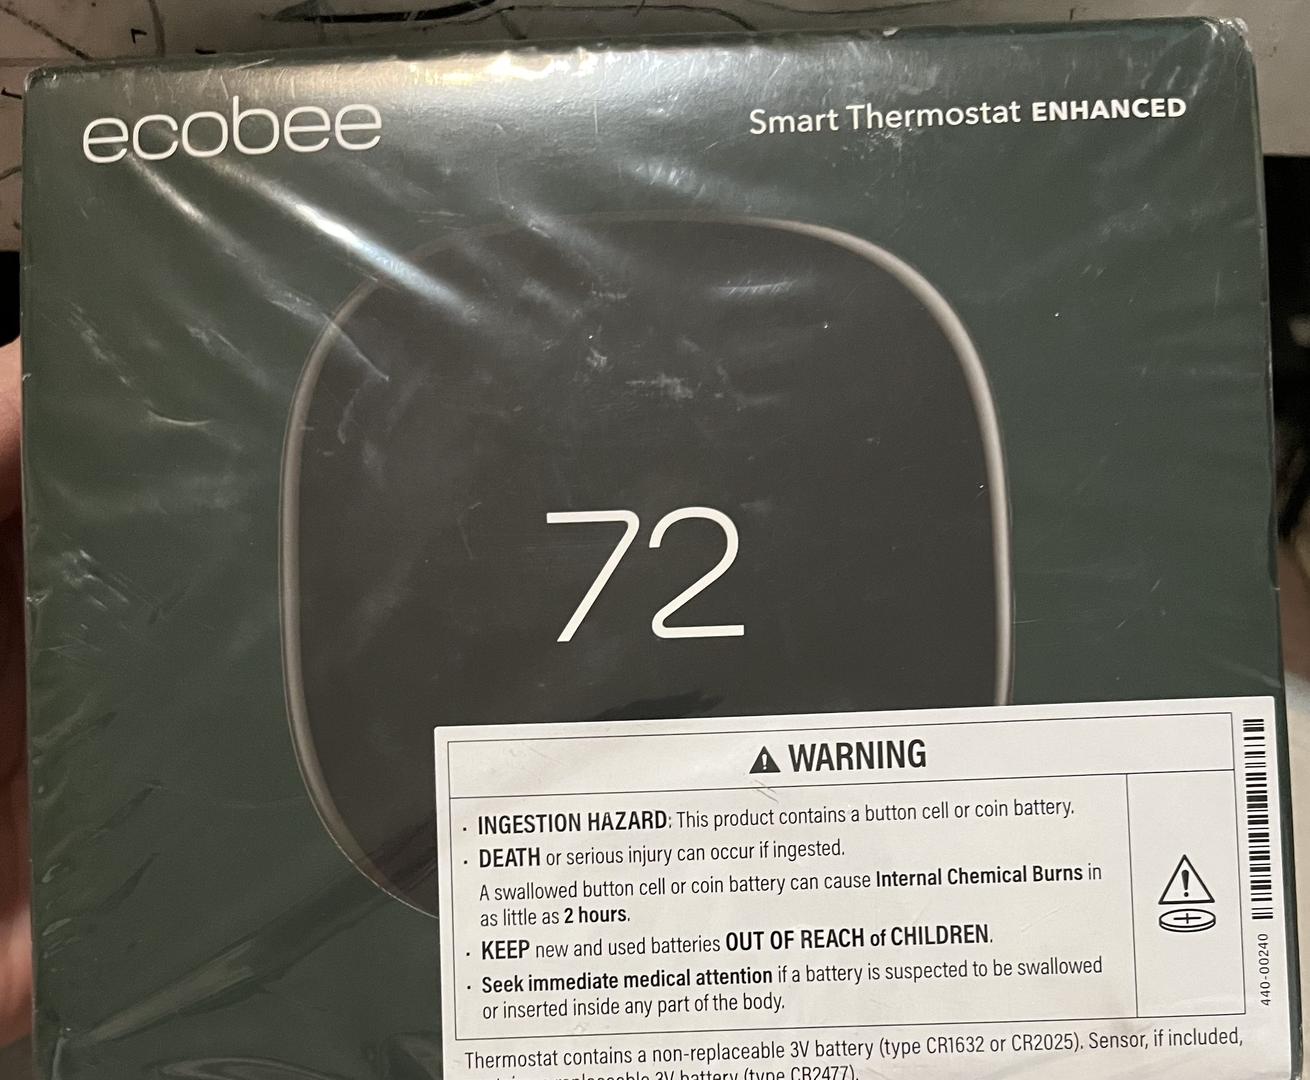 ecobee
Smart Thermostat ENHANCED
72
WARNING
· INGESTION HAZARD: This product contains a button cell or coin battery.
· DEATH or serious injury can occur if ingested.
A swallowed button cell or coin battery can cause Internal Chemical Burns in
as little as 2 hours.
· KEEP new and used batteries OUT OF REACH of CHILDREN.
· Seek immediate medical attention if a battery is suspected to be swallowed
or inserted inside any part of the body.
440-00240
Thermostat contains a non-replaceable 3V battery (type CR1632 or CR2025). Sensor, if included,
3V battery (type CR2477).